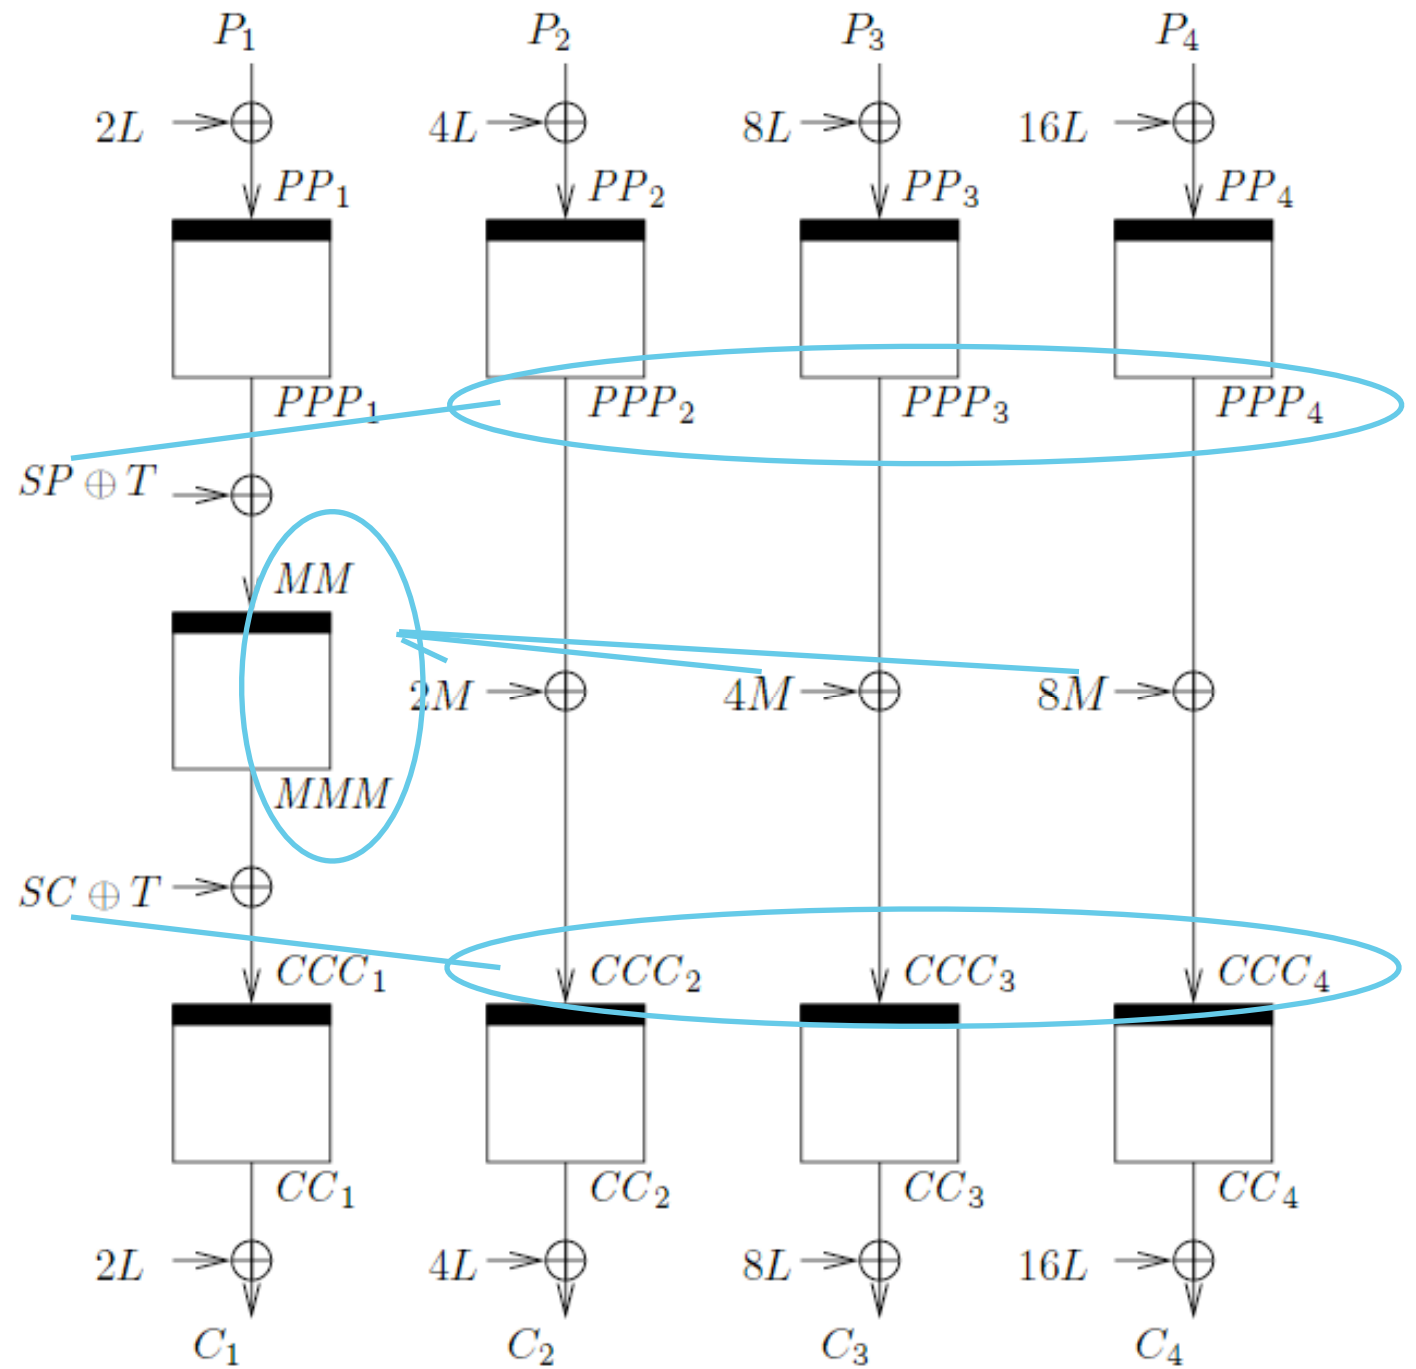 P₁ P₂ P₃ P₄
2L 4L 8L 16L
PP₁ PP₂ PP₃ PP₄
PPP₁ PPP₂ PPP₃ PPP₄
SP ⊕ T
MM
2M 4M 8M
MMM
SC ⊕ T
CCC₁ CCC₂ CCC₃ CCC₄
CC₁ CC₂ CC₃ CC₄
2L 4L 8L 16L
C₁ C₂ C₃ C₄